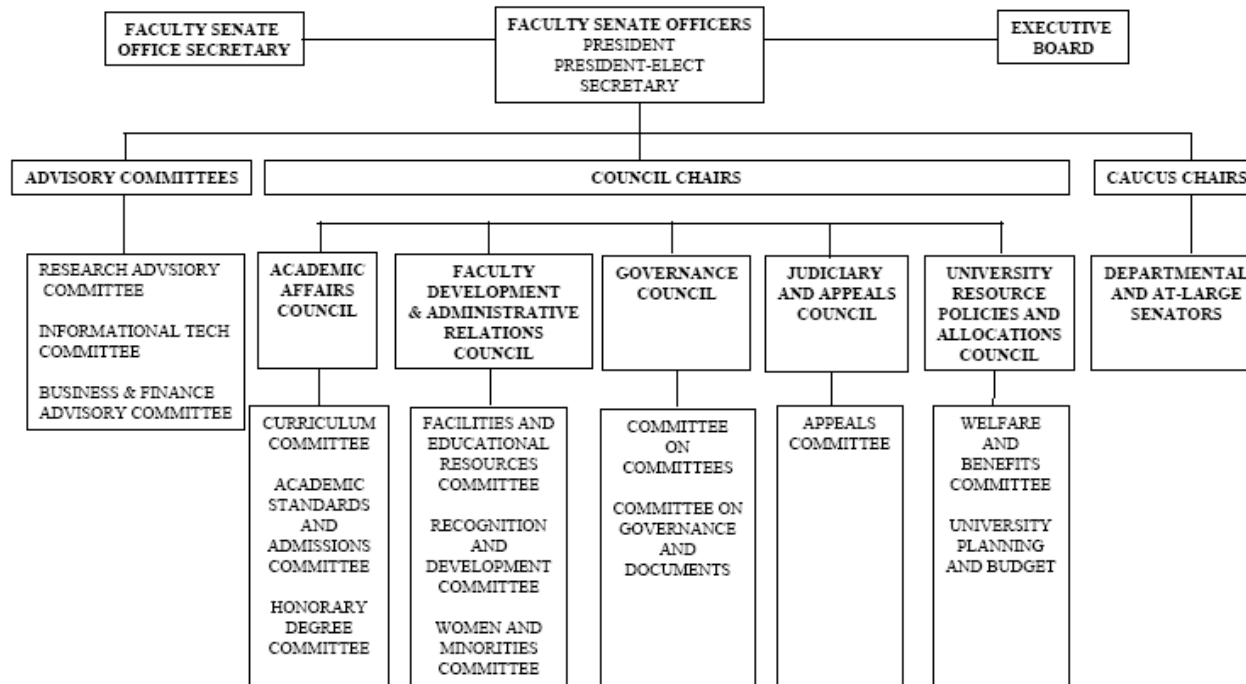 FACULTY SENATE
OFFICE SECRETARY
FACULTY SENATE OFFICERS
PRESIDENT
PRESIDENT-ELECT
SECRETARY
EXECUTIVE
BOARD
ADVISORY COMMITTEES
COUNCIL CHAIRS
CAUCUS CHAIRS
RESEARCH ADVSIORY
COMMITTEE
INFORMATIONAL TECH
COMMITTEE
BUSINESS & FINANCE
ADVISORY COMMITTEE
ACADEMIC
AFFAIRS
COUNCIL
FACULTY
DEVELOPMENT
& ADMINISTRATIVE
RELATIONS
COUNCIL
GOVERNANCE
COUNCIL
JUDICIARY
AND APPEALS
COUNCIL
UNIVERSITY
RESOURCE
POLICIES AND
ALLOCATIONS
COUNCIL
DEPARTMENTAL
AND AT-LARGE
SENATORS
CURRICULUM
COMMITTEE
ACADEMIC
STANDARDS
AND
ADMISSIONS
COMMITTEE
HONORARY
DEGREE
COMMITTEE
FACILITIES AND
EDUCATIONAL
RESOURCES
COMMITTEE
RECOGNITION
AND
DEVELOPMENT
COMMITTEE
WOMEN AND
MINORITIES
COMMITTEE
COMMITTEE
ON
COMMITTEES
COMMITTEE ON
GOVERNANCE
AND
DOCUMENTS
APPEALS
COMMITTEE
WELFARE
AND
BENEFITS
COMMITTEE
UNIVERSITY
PLANNING
AND BUDGET